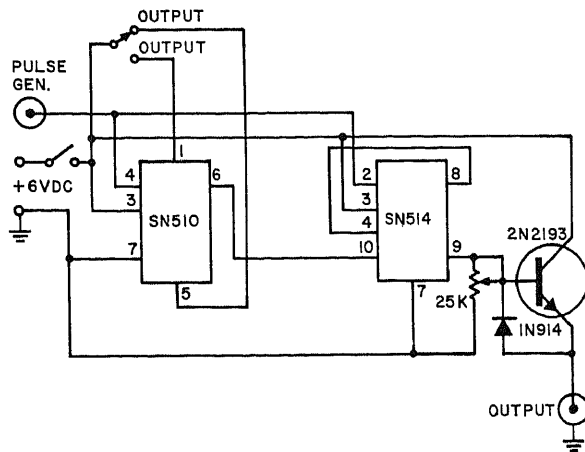 OUTPUT
OUTPUT
PULSE
GEN.
+6VDC
1
4
6
3
SN510
7
5
2
8
3
SN514
4
10
9
7
25K
2N2193
1N914
OUTPUT